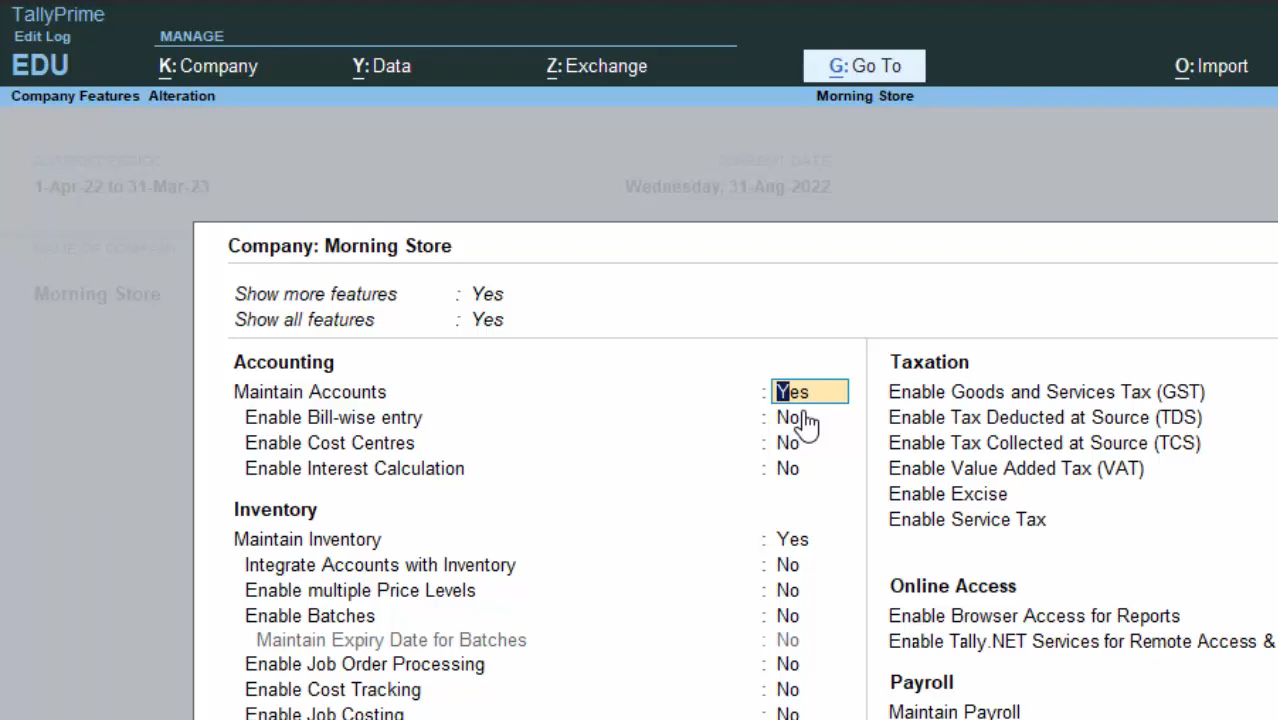 TallyPrime
Edit Log
EDU
MANAGE
K: Company
Y: Data
Z: Exchange
G: Go To
O: Import
Company Features Alteration
Morning Store
CURRENT PERIOD
CURRENT DATE
1-Apr-22 to 31-Mar-23
Wednesday, 31-Aug-2022
NAME OF COMPANY
Morning Store
Company: Morning Store
Show more features : Yes
Show all features : Yes
Accounting
Maintain Accounts : Yes
Enable Bill-wise entry : No
Enable Cost Centres : No
Enable Interest Calculation : No
Inventory
Maintain Inventory : Yes
Integrate Accounts with Inventory : No
Enable multiple Price Levels : No
Enable Batches : No
Maintain Expiry Date for Batches : No
Enable Job Order Processing : No
Enable Cost Tracking : No
Enable Job Costing : No
Taxation
Enable Goods and Services Tax (GST)
Enable Tax Deducted at Source (TDS)
Enable Tax Collected at Source (TCS)
Enable Value Added Tax (VAT)
Enable Excise
Enable Service Tax
Online Access
Enable Browser Access for Reports
Enable Tally.NET Services for Remote Access &
Payroll
Maintain Payroll